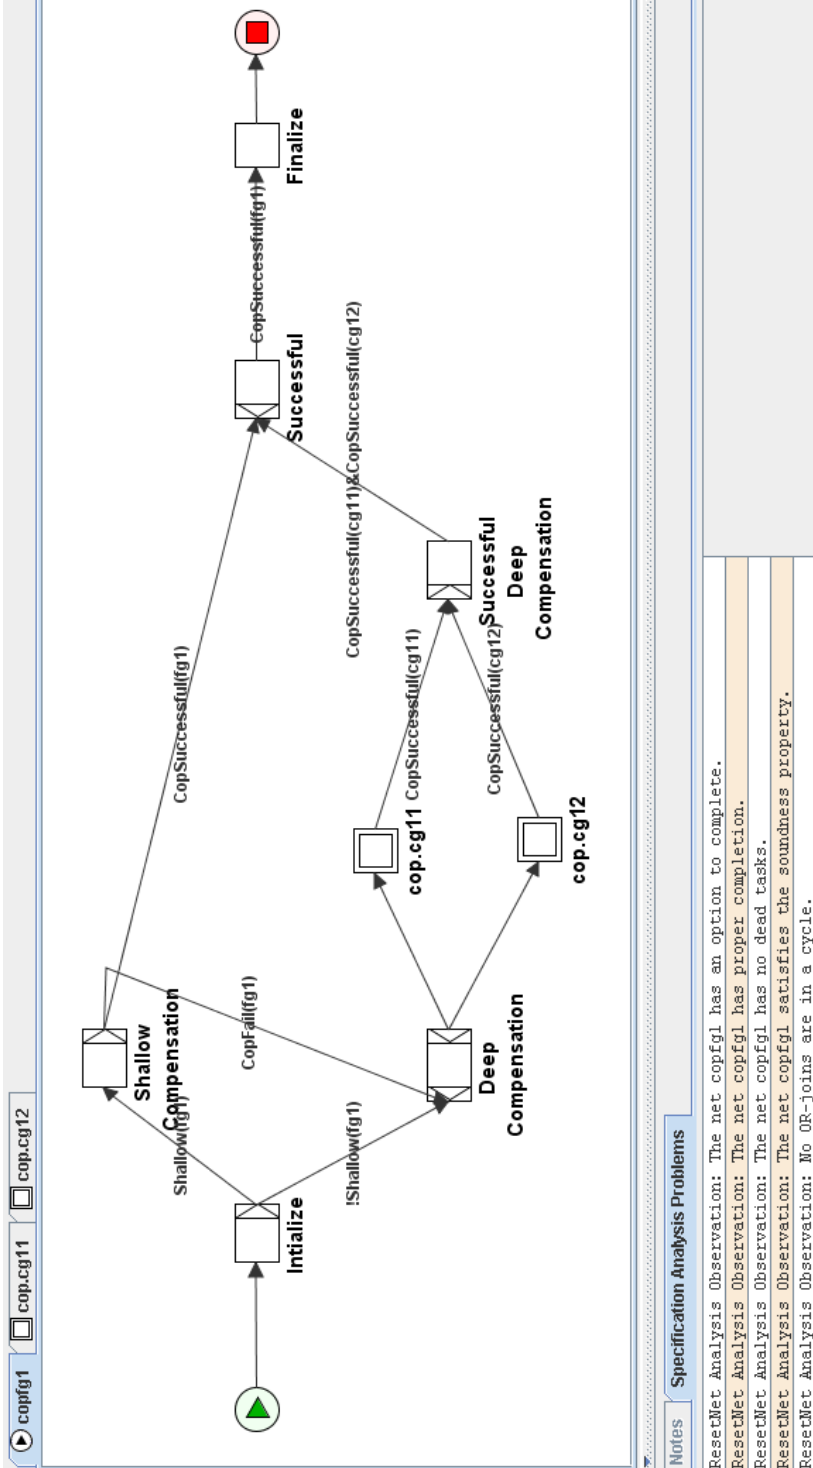 copfg1
cop.cg11
cop.cg12
Intialize
Shallow(fg1)
!Shallow(fg1)
Shallow
Compensation
CopFail(fg1)
Deep
Compensation
cop.cg11
cop.cg12
CopSuccessful(fg1)
CopSuccessful(cg11)
CopSuccessful(cg12)
Successful
Deep
Compensation
CopSuccessful(cg11)&CopSuccessful(cg12)
Successful
CopSuccessful(fg1)
Finalize
Notes
Specification Analysis Problems
ResetNet Analysis Observation: The net copfg1 has an option to complete.
ResetNet Analysis Observation: The net copfg1 has proper completion.
ResetNet Analysis Observation: The net copfg1 has no dead tasks.
ResetNet Analysis Observation: The net copfg1 satisfies the soundness property.
ResetNet Analysis Observation: No OR-joins are in a cycle.